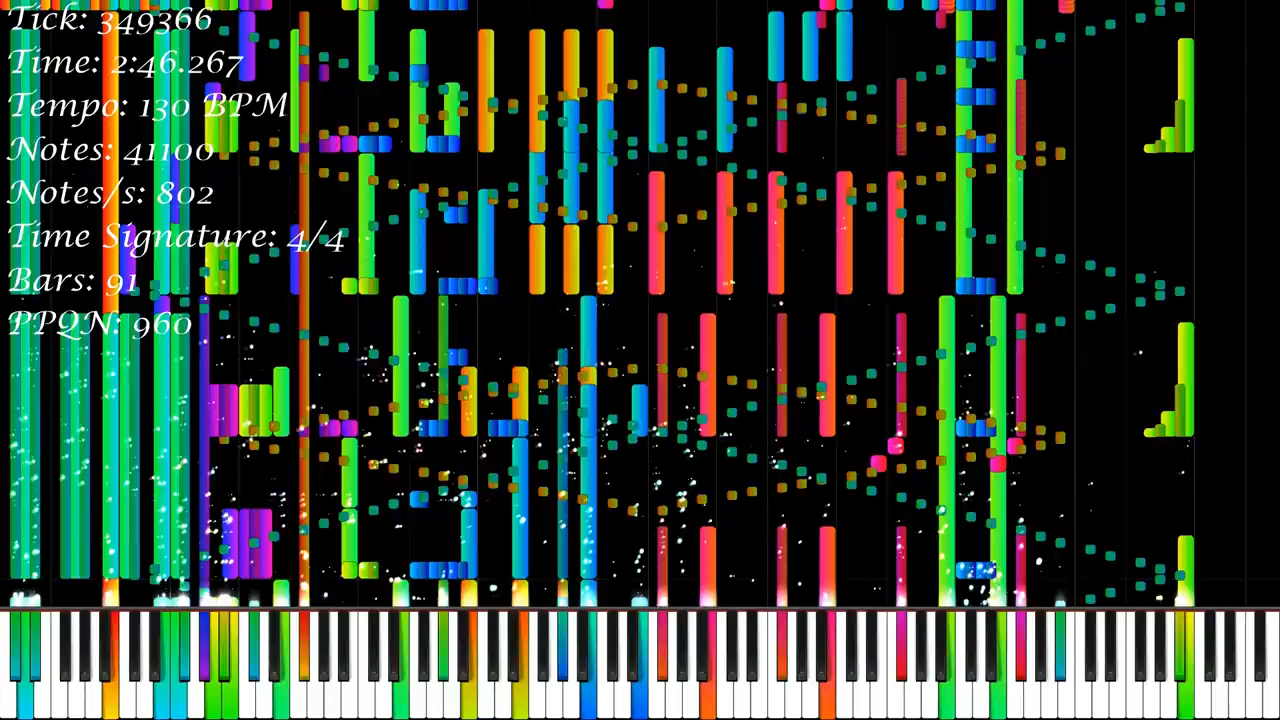 Tick: 349366
Time: 2:46.267
Tempo: 130 BPM
Notes: 41100
Notes/s: 802
Time Signature: 4/4
Bars: 91
PPQN: 960